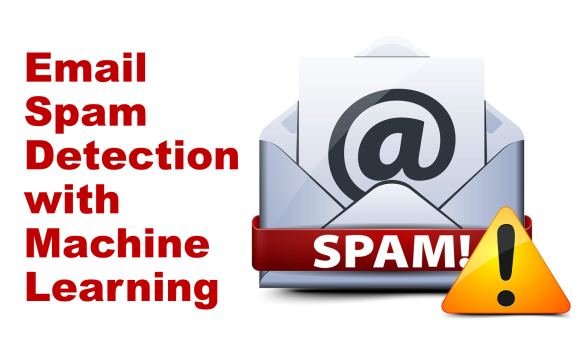 Email
Spam
Detection
with
Machine
Learning
@
SPAM!
!